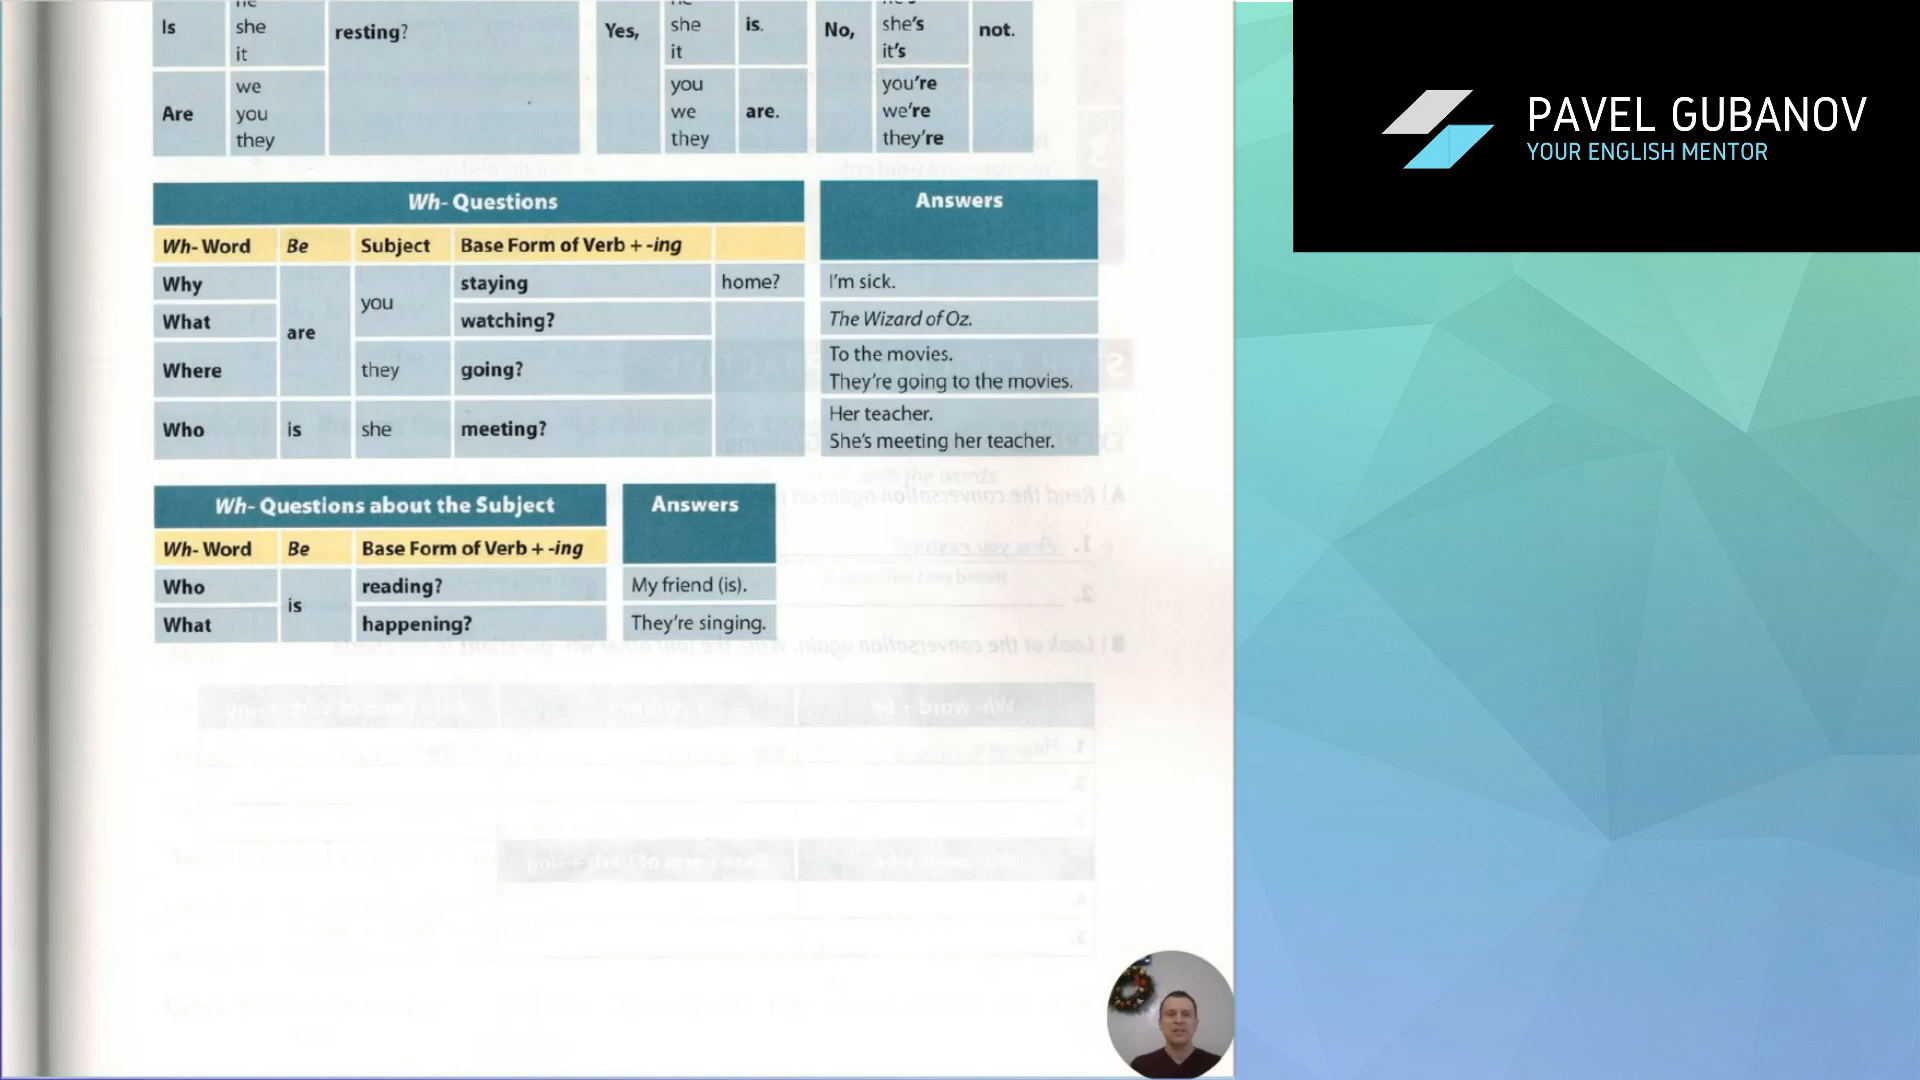 Is
she
it
resting?
Yes,
she
it
is.
No,
she's
it's
not.
Are
we
you
they
you
we
they
are.
you're
we're
they're
Wh- Questions
Answers
Wh- Word Be Subject Base Form of Verb + -ing
Why are you staying home? I'm sick.
What watching? The Wizard of Oz.
Where they going? To the movies.
They're going to the movies.
Who is she meeting? Her teacher.
She's meeting her teacher.
Wh- Questions about the Subject
Answers
Wh- Word Be Base Form of Verb + -ing
Who is reading? My friend (is).
What happening? They're singing.
PAVEL GUBANOV
YOUR ENGLISH MENTOR